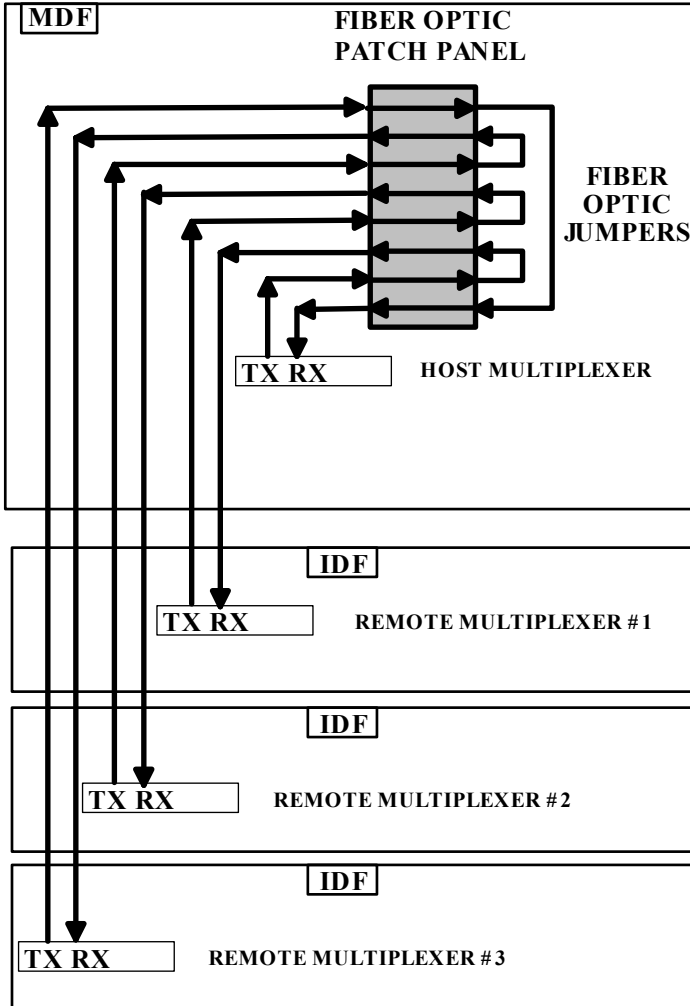 MDF
FIBER OPTIC
PATCH PANEL
FIBER
OPTIC
JUMPERS
TX RX
HOST MULTIPLEXER
IDF
TX RX
REMOTE MULTIPLEXER #1
IDF
TX RX
REMOTE MULTIPLEXER #2
IDF
TX RX
REMOTE MULTIPLEXER #3